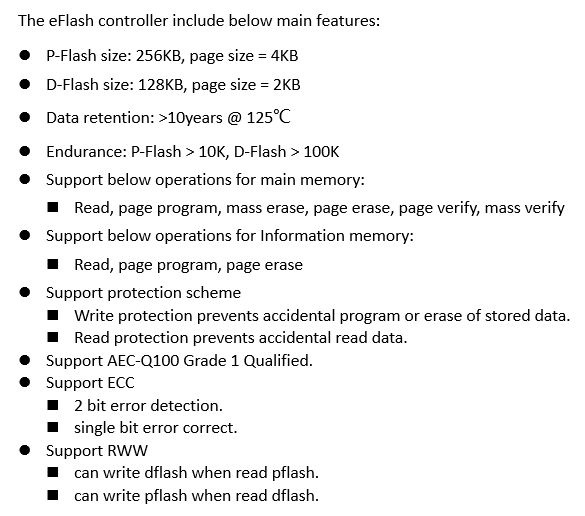 The eFlash controller include below main features:
● P-Flash size: 256KB, page size = 4KB
● D-Flash size: 128KB, page size = 2KB
● Data retention: >10years @ 125℃
● Endurance: P-Flash > 10K, D-Flash > 100K
● Support below operations for main memory:
■ Read, page program, mass erase, page erase, page verify, mass verify
● Support below operations for Information memory:
■ Read, page program, page erase
● Support protection scheme
■ Write protection prevents accidental program or erase of stored data.
■ Read protection prevents accidental read data.
● Support AEC-Q100 Grade 1 Qualified.
● Support ECC
■ 2 bit error detection.
■ single bit error correct.
● Support RWW
■ can write dflash when read pflash.
■ can write pflash when read dflash.